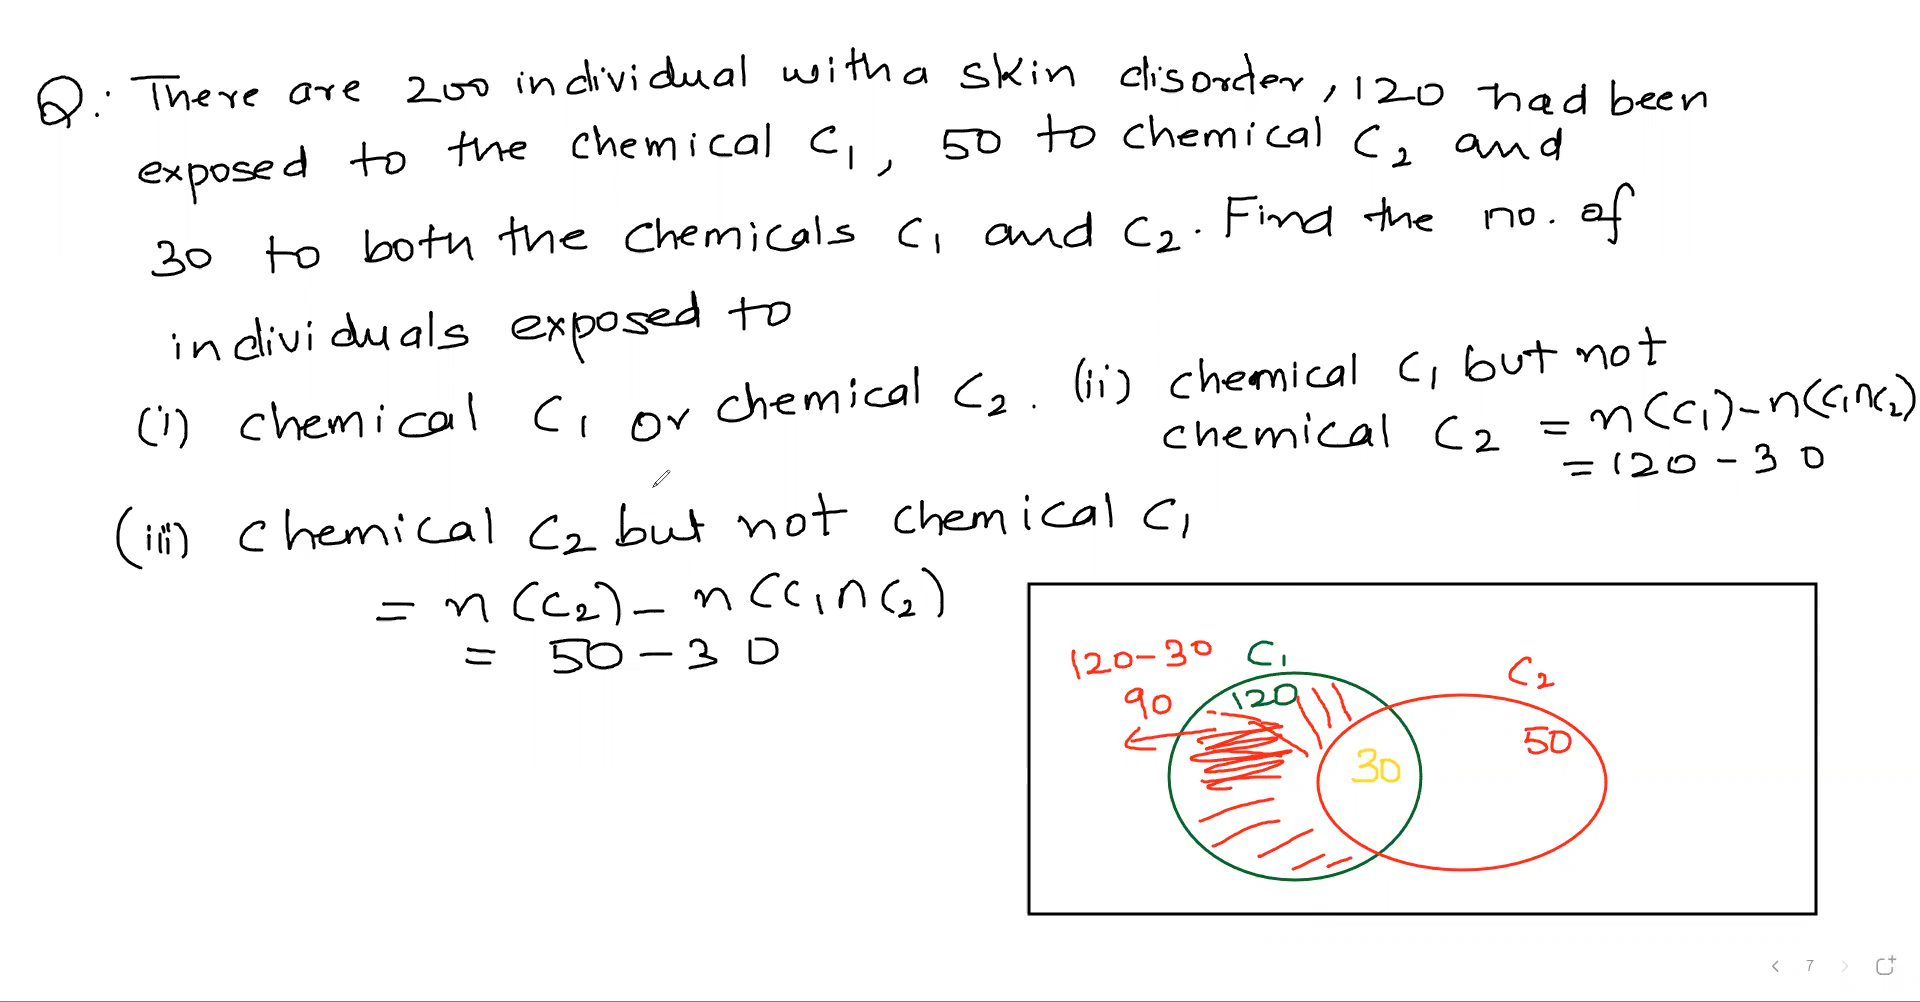 Q. There are 200 individual with a skin disorder, 120 had been
exposed to the chemical C1, 50 to chemical C2 and
30 to both the chemicals C1 and C2. Find the no. of
individuals exposed to
(i) chemical C1 or chemical C2. (ii) chemical C1 but not
chemical C2 = n(C1)-n(C1∩C2)
= 120 - 30
(iii) chemical C2 but not chemical C1
= n(C2) - n(C1∩C2)
= 50 - 30
120-30 C1 C2
90 120
50
30
7